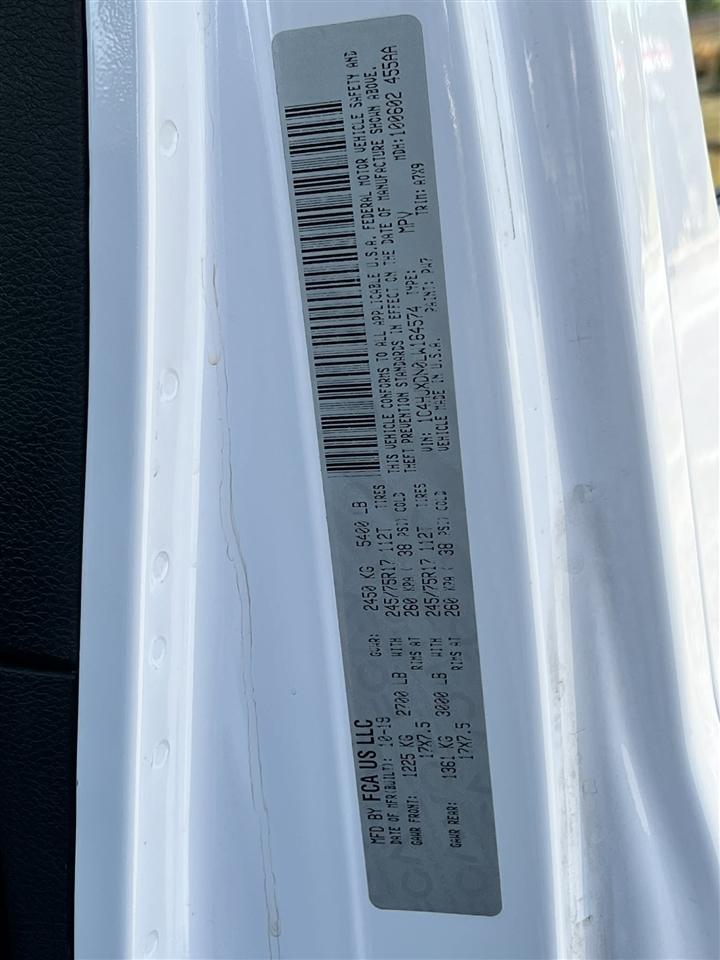 MFD BY FCA US LLC
DATE OF MFR(BUILT): 10-19 GVWR: 2450 KG 5400 LB
GAWR FRONT: 1225 KG 2700 LB WITH 245/75R17 112T TIRES
17X7.5 RIMS AT 260 KPA ( 38 PSI) COLD
GAWR REAR: 1361 KG 3000 LB WITH 245/75R17 112T TIRES
17X7.5 RIMS AT 260 KPA ( 38 PSI) COLD
THIS VEHICLE CONFORMS TO ALL APPLICABLE U.S.A. FEDERAL MOTOR VEHICLE SAFETY AND
THEFT PREVENTION STANDARDS IN EFFECT ON THE DATE OF MANUFACTURE SHOWN ABOVE.
MDH:100602 455AA
VIN: 1C4HJXDN0LW164574 TYPE: MPV
VEHICLE MADE IN U.S.A. PAINT: PW7 TRIM: A7X9